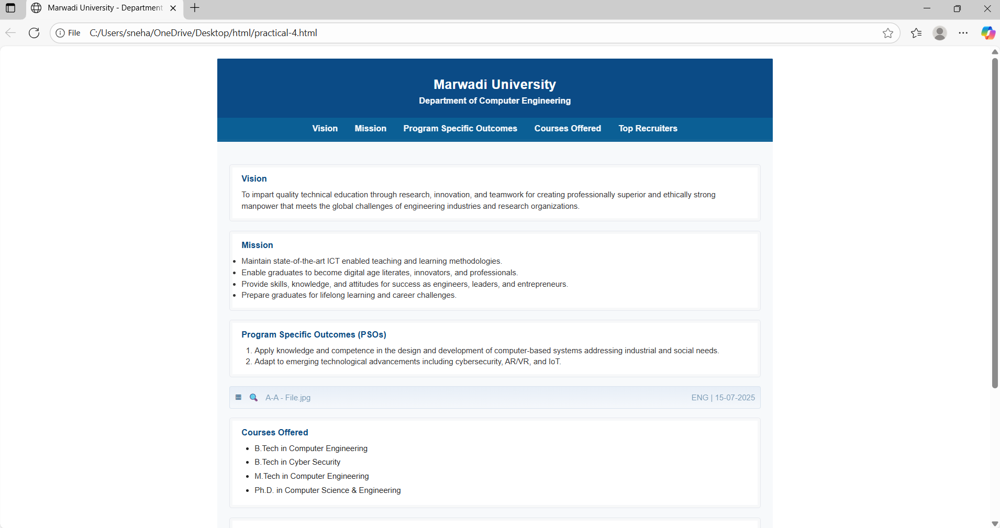 Marwadi University - Department
File C:/Users/sneha/OneDrive/Desktop/html/practical-4.html
Marwadi University
Department of Computer Engineering
Vision Mission Program Specific Outcomes Courses Offered Top Recruiters
Vision
To impart quality technical education through research, innovation, and teamwork for creating professionally superior and ethically strong
manpower that meets the global challenges of engineering industries and research organizations.
Mission
• Maintain state-of-the-art ICT enabled teaching and learning methodologies.
• Enable graduates to become digital age literates, innovators, and professionals.
• Provide skills, knowledge, and attitudes for success as engineers, leaders, and entrepreneurs.
• Prepare graduates for lifelong learning and career challenges.
Program Specific Outcomes (PSOs)
1. Apply knowledge and competence in the design and development of computer-based systems addressing industrial and social needs.
2. Adapt to emerging technological advancements including cybersecurity, AR/VR, and IoT.
A-A - File.jpg ENG | 15-07-2025
Courses Offered
• B.Tech in Computer Engineering
• B.Tech in Cyber Security
• M.Tech in Computer Engineering
• Ph.D. in Computer Science & Engineering